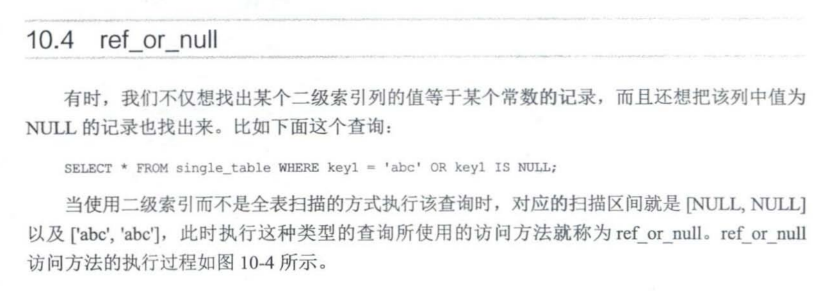 10.4 ref_or_null
有时，我们不仅想找出某个二级索引列的值等于某个常数的记录，而且还想把该列中值为
NULL 的记录也找出来。比如下面这个查询：
SELECT * FROM single_table WHERE key1 = 'abc' OR key1 IS NULL;
当使用二级索引而不是全表扫描的方式执行该查询时，对应的扫描区间就是 [NULL, NULL]
以及 ['abc', 'abc']，此时执行这种类型的查询所使用的访问方法就称为 ref_or_null。ref_or_null
访问方法的执行过程如图 10-4 所示。